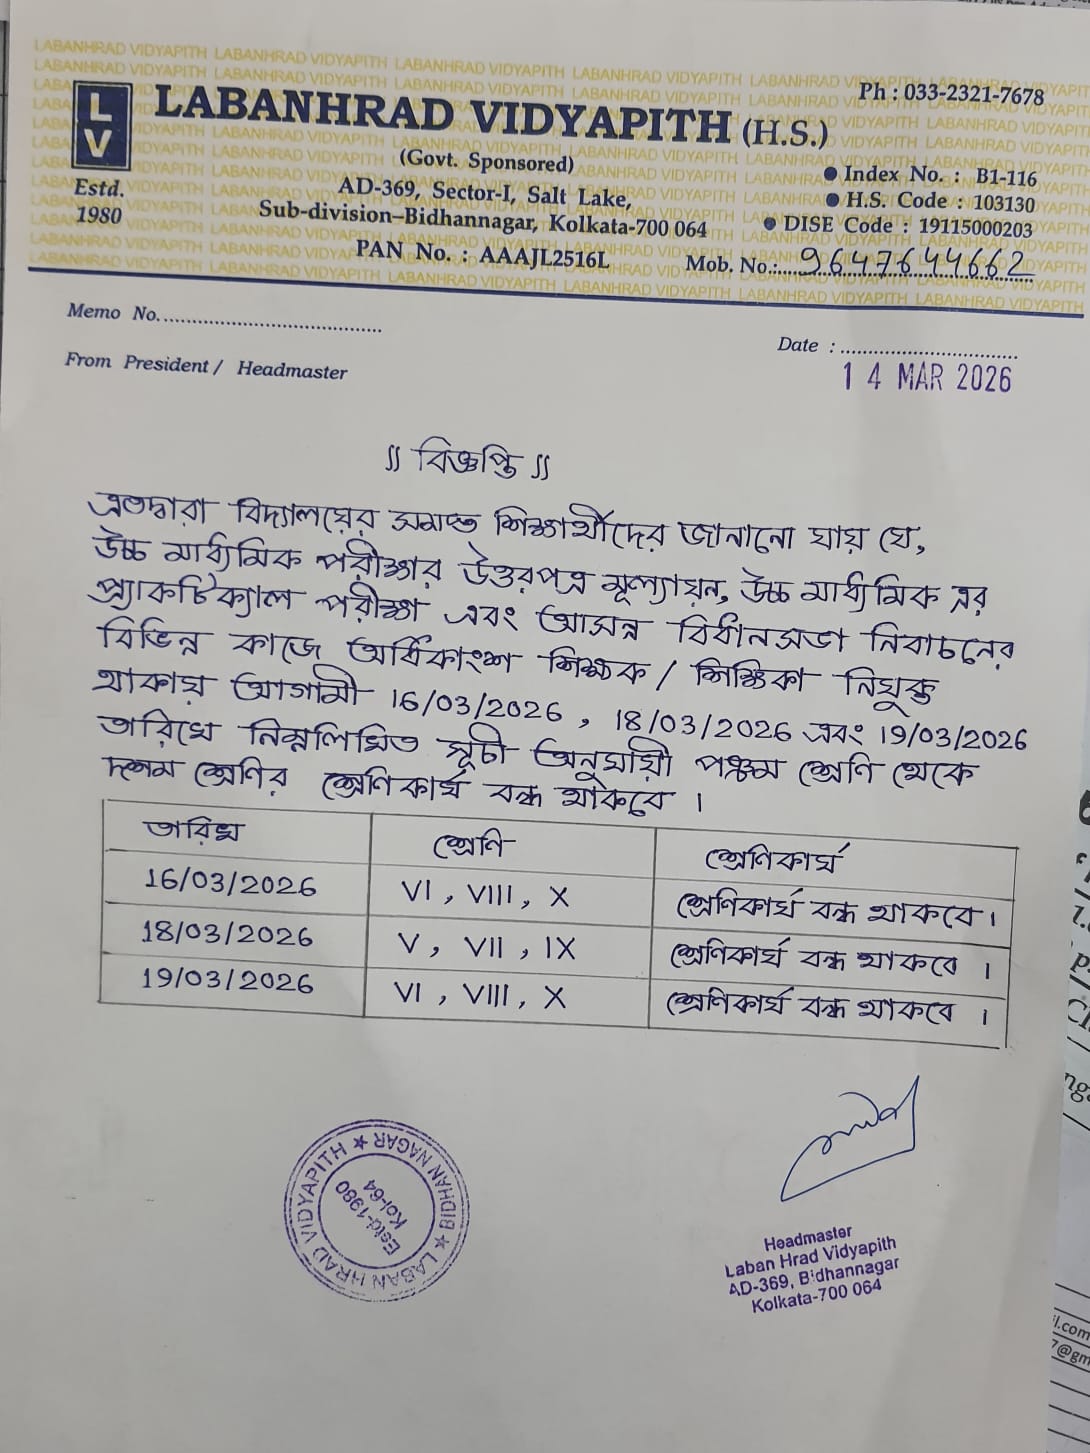 LABANHRAD VIDYAPITH (H.S.)
Ph : 033-2321-7678
LV
Estd.
1980
(Govt. Sponsored)
AD-369, Sector-I, Salt Lake,
Sub-division–Bidhannagar, Kolkata-700 064
PAN No. : AAAJL2516L
● Index No. : B1-116
● H.S. Code : 103130
● DISE Code : 19115000203
Mob. No.:....9647644662
Memo No.......................................
Date : ................................
14 MAR 2026
From President / Headmaster
॥ বিজ্ঞপ্তি ॥
এতদ্বারা বিদ্যালয়ের সমস্ত শিক্ষার্থীদের জানানো যায় যে,
উচ্চ মাধ্যমিক পরীক্ষার উত্তরপত্র মূল্যায়ন, উচ্চ মাধ্যমিক এর
প্র্যাকটিক্যাল পরীক্ষা এবং আসন্ন বিধানসভা নির্বাচনের
বিভিন্ন কাজে অধিকাংশ শিক্ষক / শিক্ষিকা নিযুক্ত
থাকায় আগামী 16/03/2026 , 18/03/2026 এবং 19/03/2026
তারিখে নিম্নলিখিত সূচী অনুযায়ী পঞ্চম শ্রেণি থেকে
দশম শ্রেণির শ্রেণিকার্য বন্ধ থাকবে ।
তারিখ শ্রেণি শ্রেণিকার্য
16/03/2026 VI , VIII , X শ্রেণিকার্য বন্ধ থাকবে ।
18/03/2026 V , VII , IX শ্রেণিকার্য বন্ধ থাকবে ।
19/03/2026 VI , VIII , X শ্রেণিকার্য বন্ধ থাকবে ।
LABAN HRAD VIDYAPITH ★ BIDHAN NAGAR ★
Estd-1980
Kol-64
Headmaster
Laban Hrad Vidyapith
AD-369, Bidhannagar
Kolkata-700 064